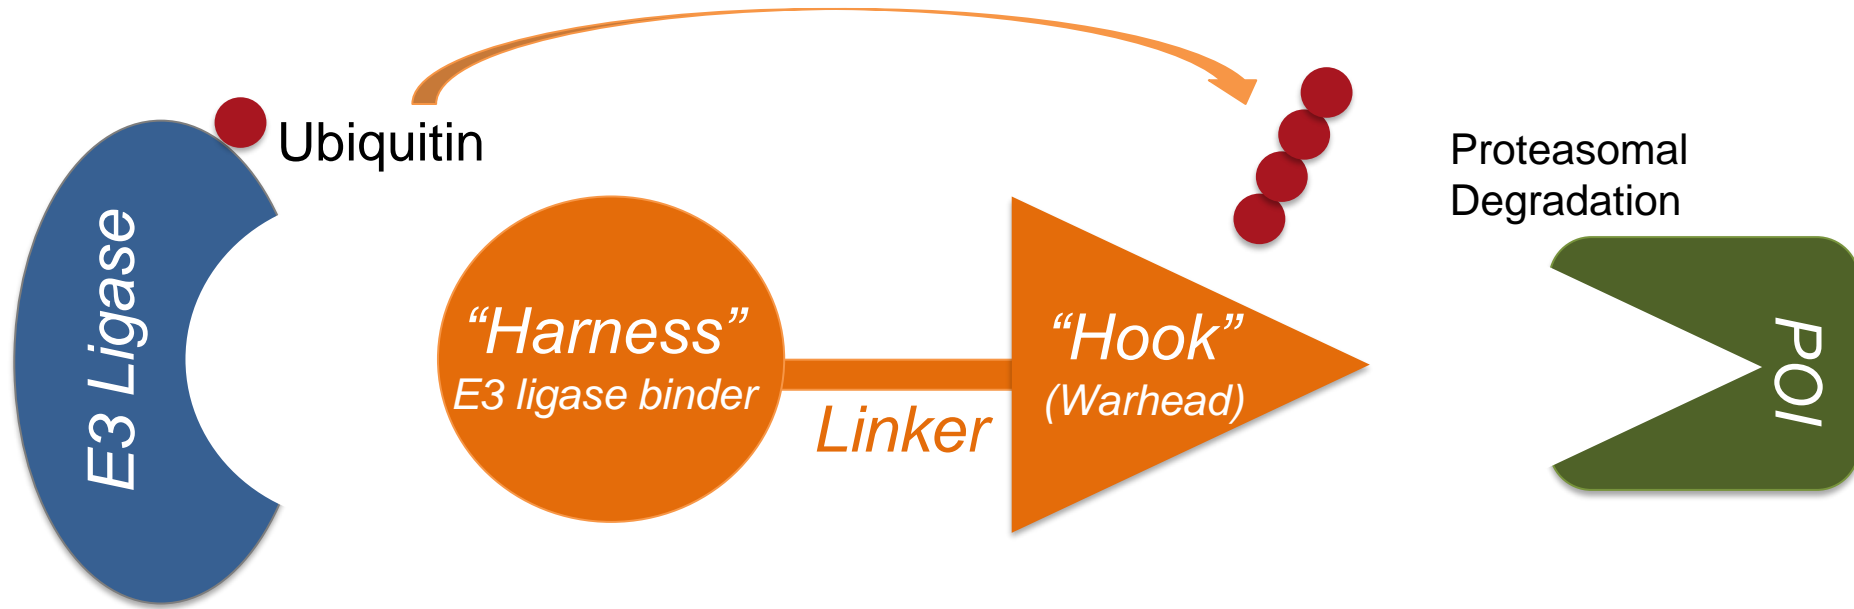 Ubiquitin
Proteasomal
Degradation
E3 Ligase
“Harness”
E3 ligase binder
Linker
“Hook”
(Warhead)
POI